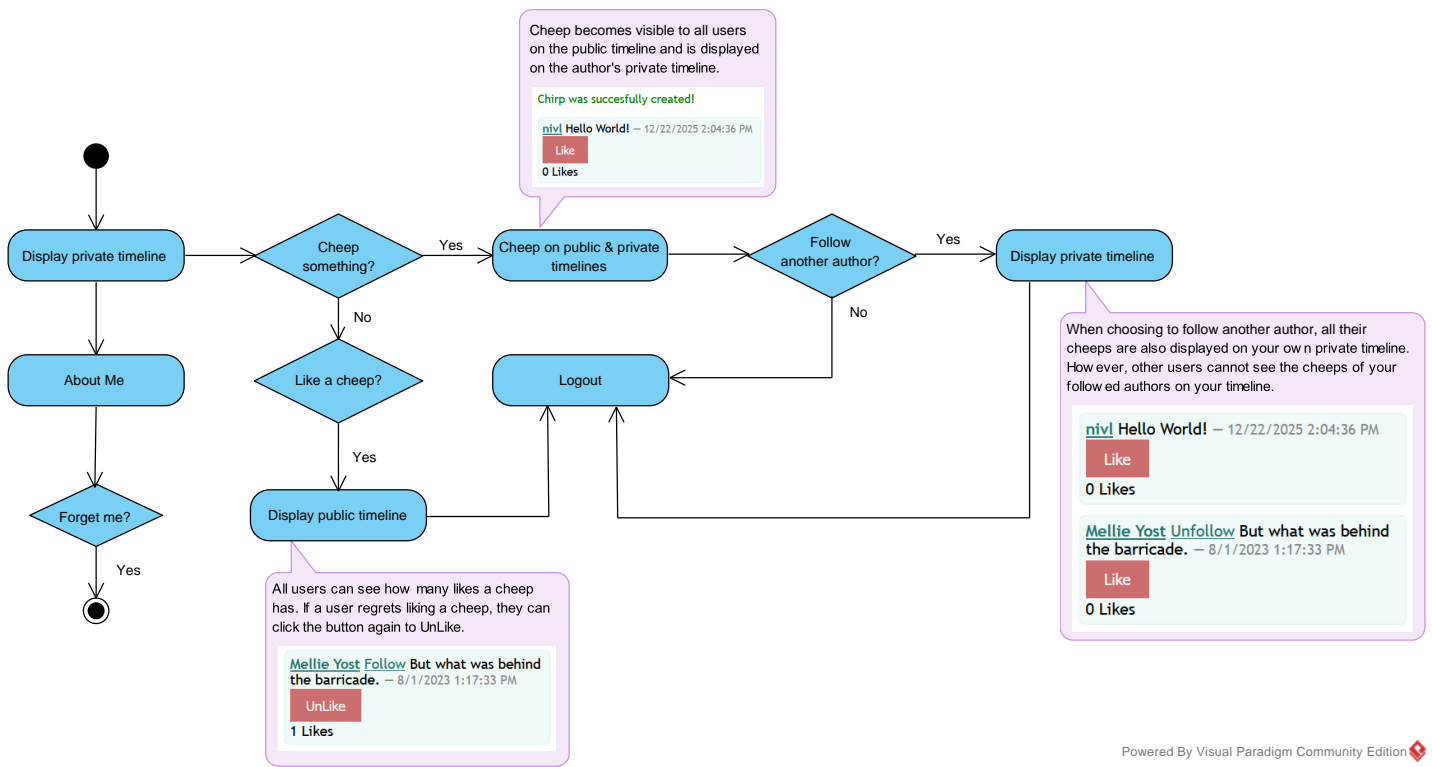 Cheep becomes visible to all users
on the public timeline and is displayed
on the author's private timeline.
Chirp was succesfully created!
nivl Hello World! — 12/22/2025 2:04:36 PM
Like
0 Likes
Display private timeline
Cheep
something?
Yes
Cheep on public & private
timelines
Follow
another author?
Yes
Display private timeline
No
No
About Me
Like a cheep?
Logout
When choosing to follow another author, all their
cheeps are also displayed on your own private timeline.
However, other users cannot see the cheeps of your
followed authors on your timeline.
nivl Hello World! — 12/22/2025 2:04:36 PM
Like
0 Likes
Mellie Yost Unfollow But what was behind
the barricade. — 8/1/2023 1:17:33 PM
Like
0 Likes
Yes
Forget me?
Display public timeline
Yes
All users can see how many likes a cheep
has. If a user regrets liking a cheep, they can
click the button again to UnLike.
Mellie Yost Follow But what was behind
the barricade. — 8/1/2023 1:17:33 PM
UnLike
1 Likes
Powered By Visual Paradigm Community Edition